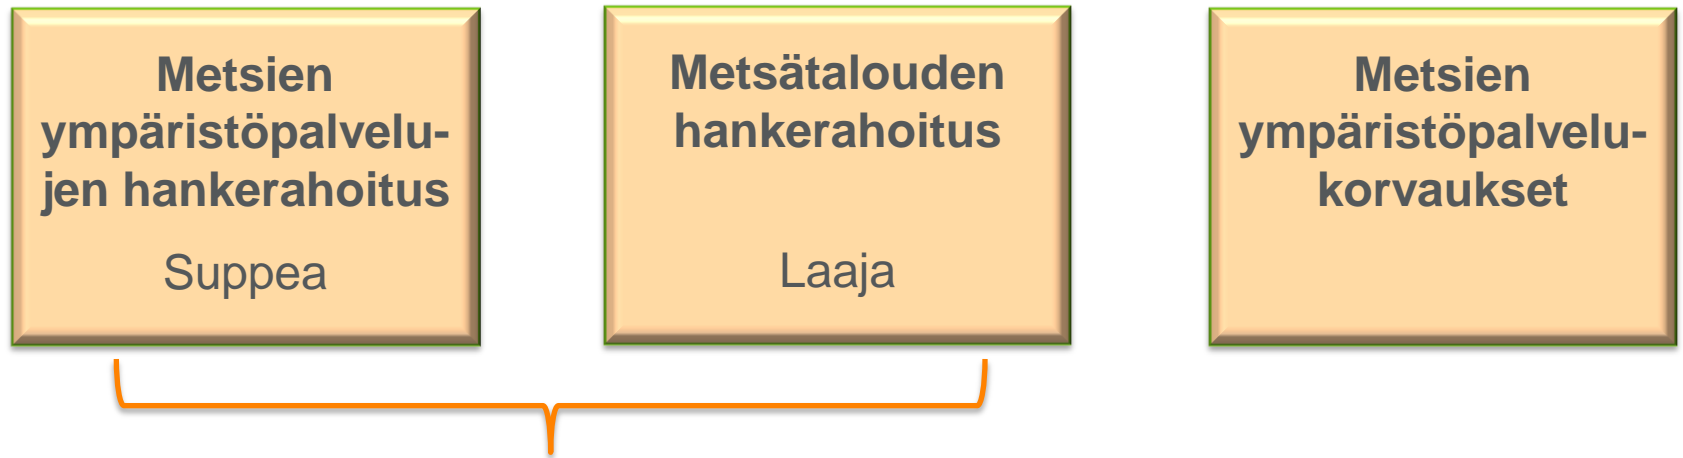 Metsien
ympäristöpalvelu-
jen hankerahoitus
Suppea
Metsätalouden
hankerahoitus
Laaja
Metsien
ympäristöpalvelu-
korvaukset